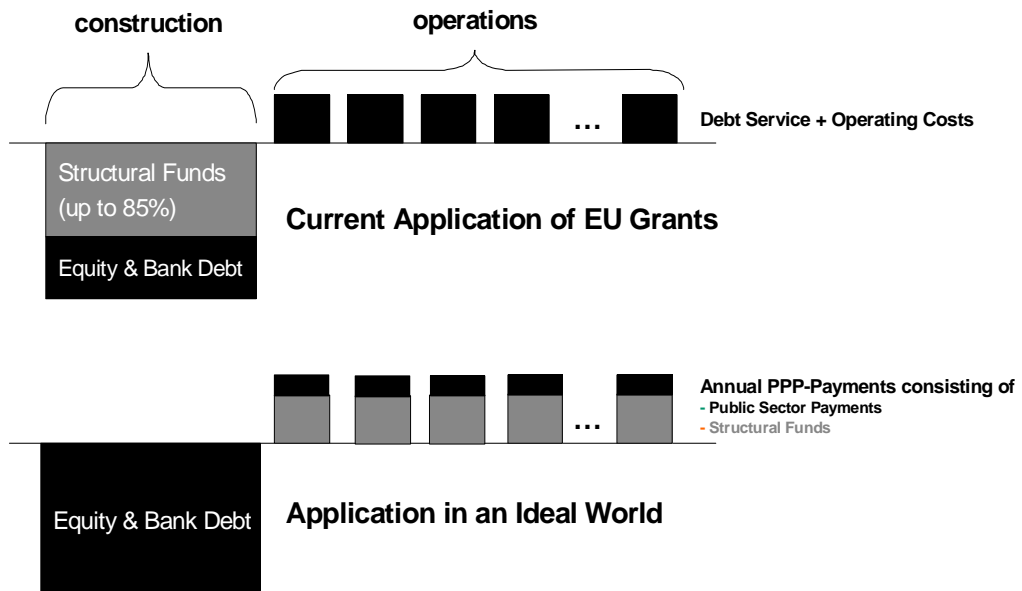 construction
operations
...
Debt Service + Operating Costs
Structural Funds
(up to 85%)
Equity & Bank Debt
Current Application of EU Grants
...
Annual PPP-Payments consisting of
- Public Sector Payments
- Structural Funds
Equity & Bank Debt
Application in an Ideal World